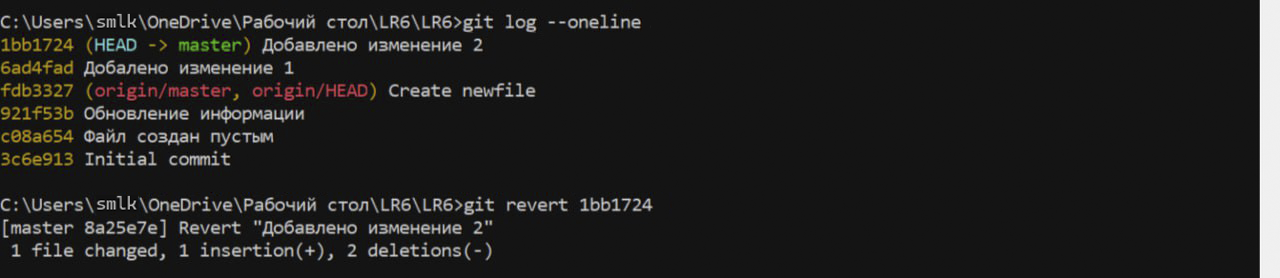 C:\Users\smlk\OneDrive\Рабочий стол\LR6\LR6>git log --oneline
1bb1724 (HEAD -> master) Добавлено изменение 2
6ad4fad Добалено изменение 1
fdb3327 (origin/master, origin/HEAD) Create newfile
921f53b Обновление информации
c08a654 Файл создан пустым
3c6e913 Initial commit
C:\Users\smlk\OneDrive\Рабочий стол\LR6\LR6>git revert 1bb1724
[master 8a25e7e] Revert "Добавлено изменение 2"
1 file changed, 1 insertion(+), 2 deletions(-)